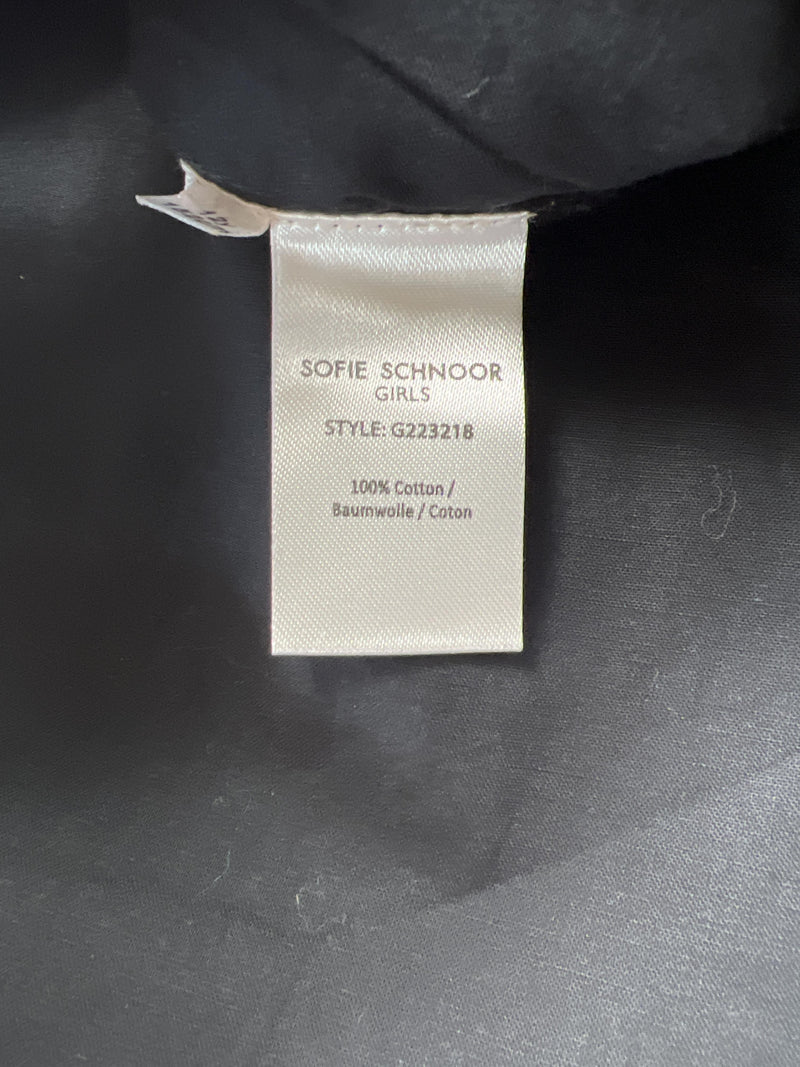 SOFIE SCHNOOR
GIRLS
STYLE: G223218
100% Cotton /
Baumwolle / Coton